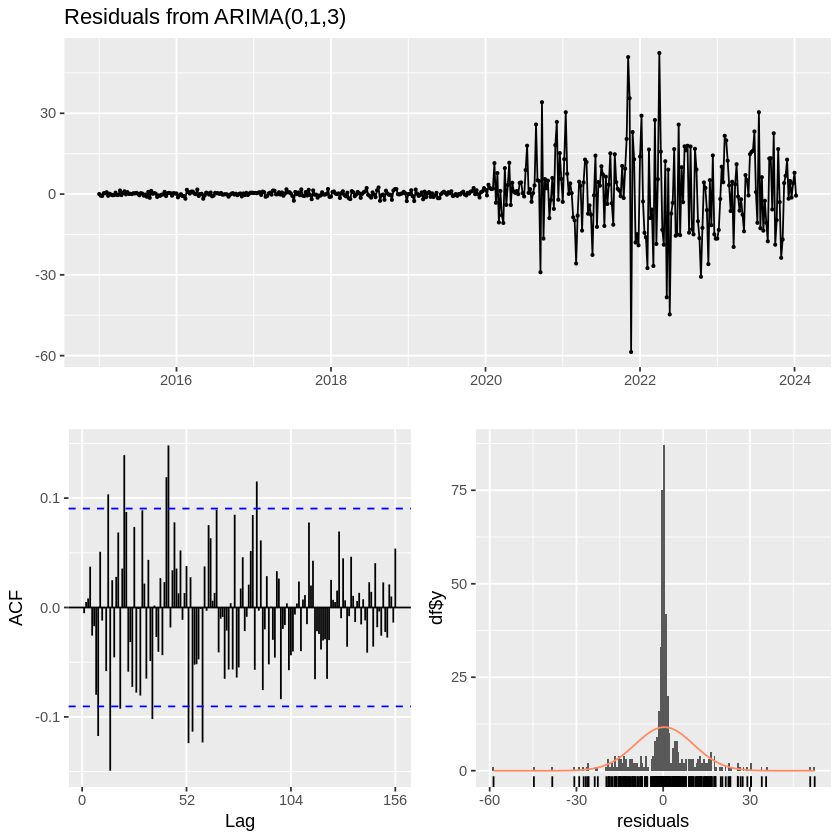 Residuals from ARIMA(0,1,3)
30
0
-30
-60
2016 2018 2020 2022 2024
ACF
0.1
0.0
-0.1
0 52 104 156
Lag
df$y
75
50
25
0
-60 -30 0 30
residuals